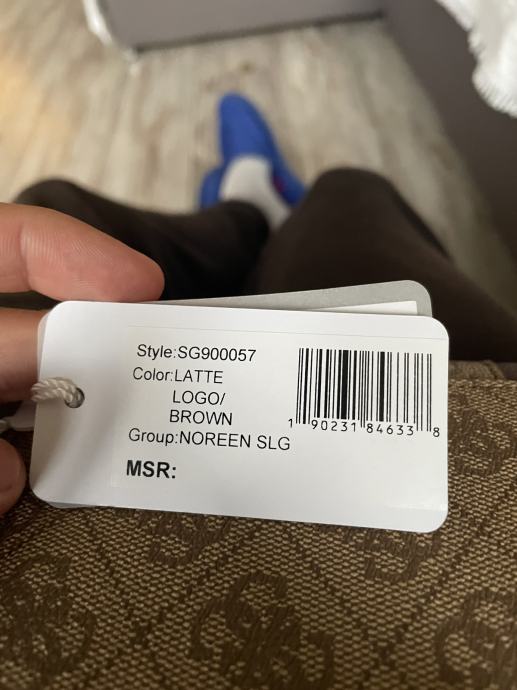 Style:SG900057
Color:LATTE
LOGO/
BROWN
Group:NOREEN SLG
MSR:
1 90231 84633 8